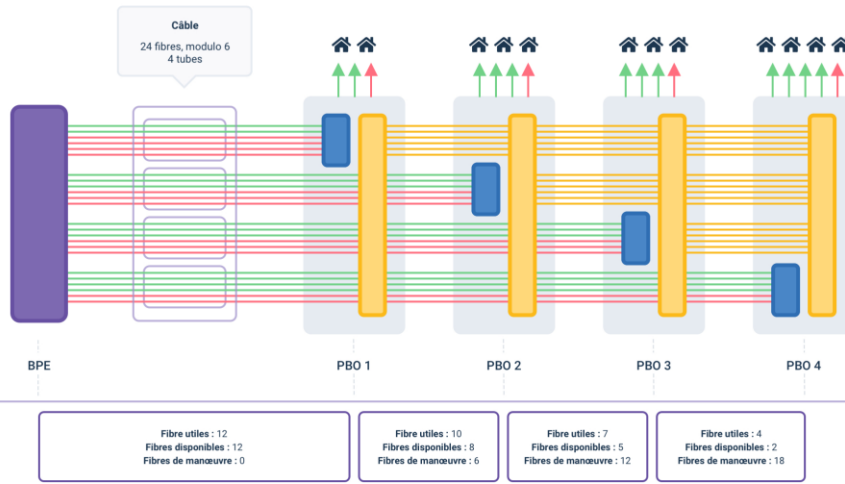 Câble
24 fibres, modulo 6
4 tubes
BPE
PBO 1
PBO 2
PBO 3
PBO 4
Fibre utiles : 12
Fibres disponibles : 12
Fibres de manœuvre : 0
Fibre utiles : 10
Fibres disponibles : 8
Fibres de manœuvre : 6
Fibre utiles : 7
Fibres disponibles : 5
Fibres de manœuvre : 12
Fibre utiles : 4
Fibres disponibles : 2
Fibres de manœuvre : 18